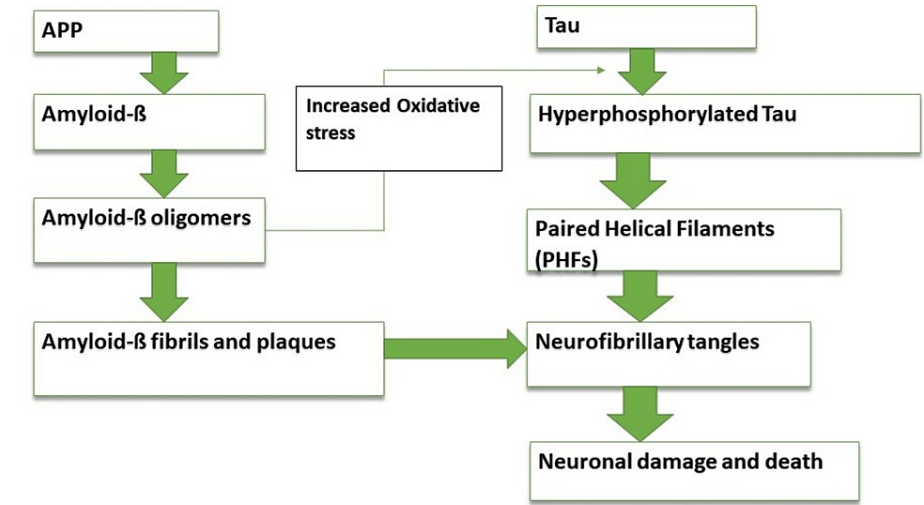 APP
Amyloid-ß
Amyloid-ß oligomers
Amyloid-ß fibrils and plaques
Increased Oxidative
stress
Tau
Hyperphosphorylated Tau
Paired Helical Filaments
(PHFs)
Neurofibrillary tangles
Neuronal damage and death